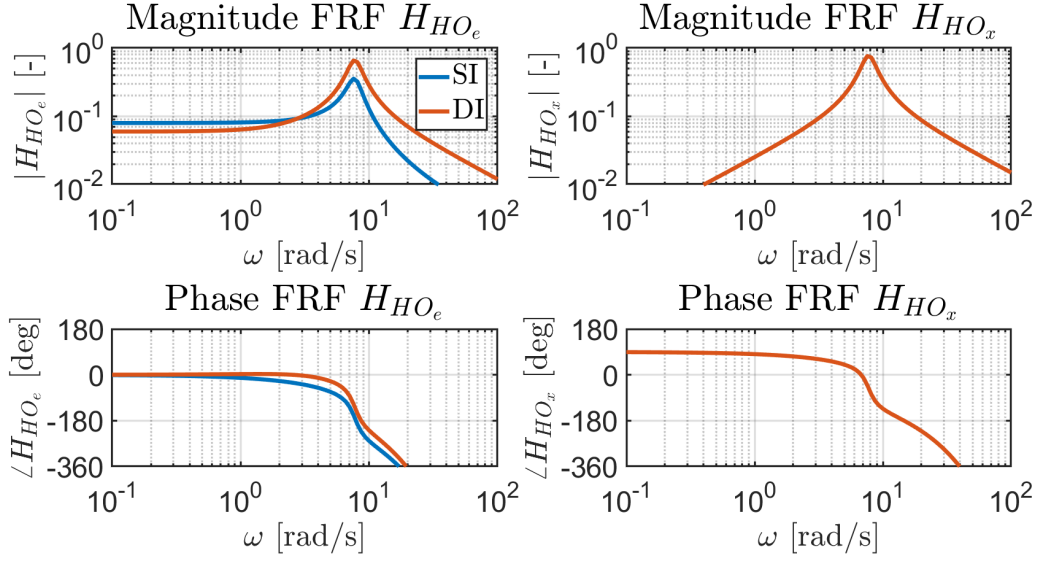 Magnitude FRF H_{HO_e}
|H_{HO_e}| [-]
10^0
10^{-1}
10^{-2}
SI
DI
10^{-1} 10^0 10^1 10^2
ω [rad/s]
Magnitude FRF H_{HO_x}
|H_{HO_x}| [-]
10^0
10^{-1}
10^{-2}
10^{-1} 10^0 10^1 10^2
ω [rad/s]
Phase FRF H_{HO_e}
∠H_{HO_e} [deg]
180
0
-180
-360
10^{-1} 10^0 10^1 10^2
ω [rad/s]
Phase FRF H_{HO_x}
∠H_{HO_x} [deg]
180
0
-180
-360
10^{-1} 10^0 10^1 10^2
ω [rad/s]